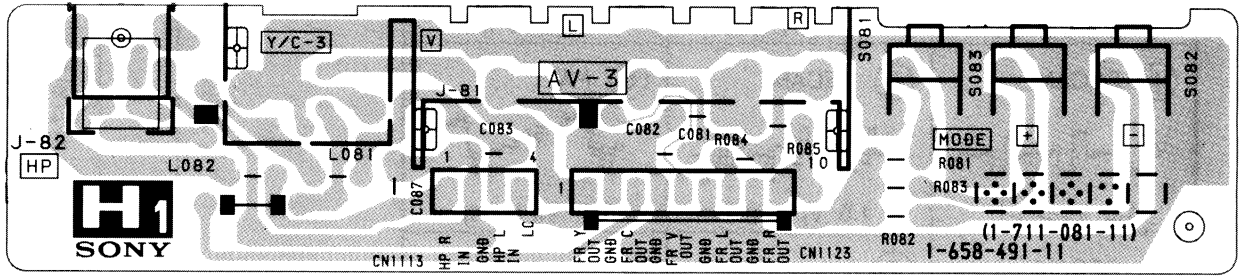 R
L
V
Y/C-3
S081
AV-3
S083
S082
J-81
J-82
HP
C083
C082
C081
R084
R085
MODE
+
-
L082
L081
1
4
1
10
R081
R083
C087
H1
SONY
CN1113
HP R
IN
GND
HP L
IN
LC
FR Y
OUT
GND
FR C
OUT
GND
FR V
OUT
GND
FR L
OUT
GND
FR R
OUT
CN1123
R082
(1-711-081-11)
1-658-491-11